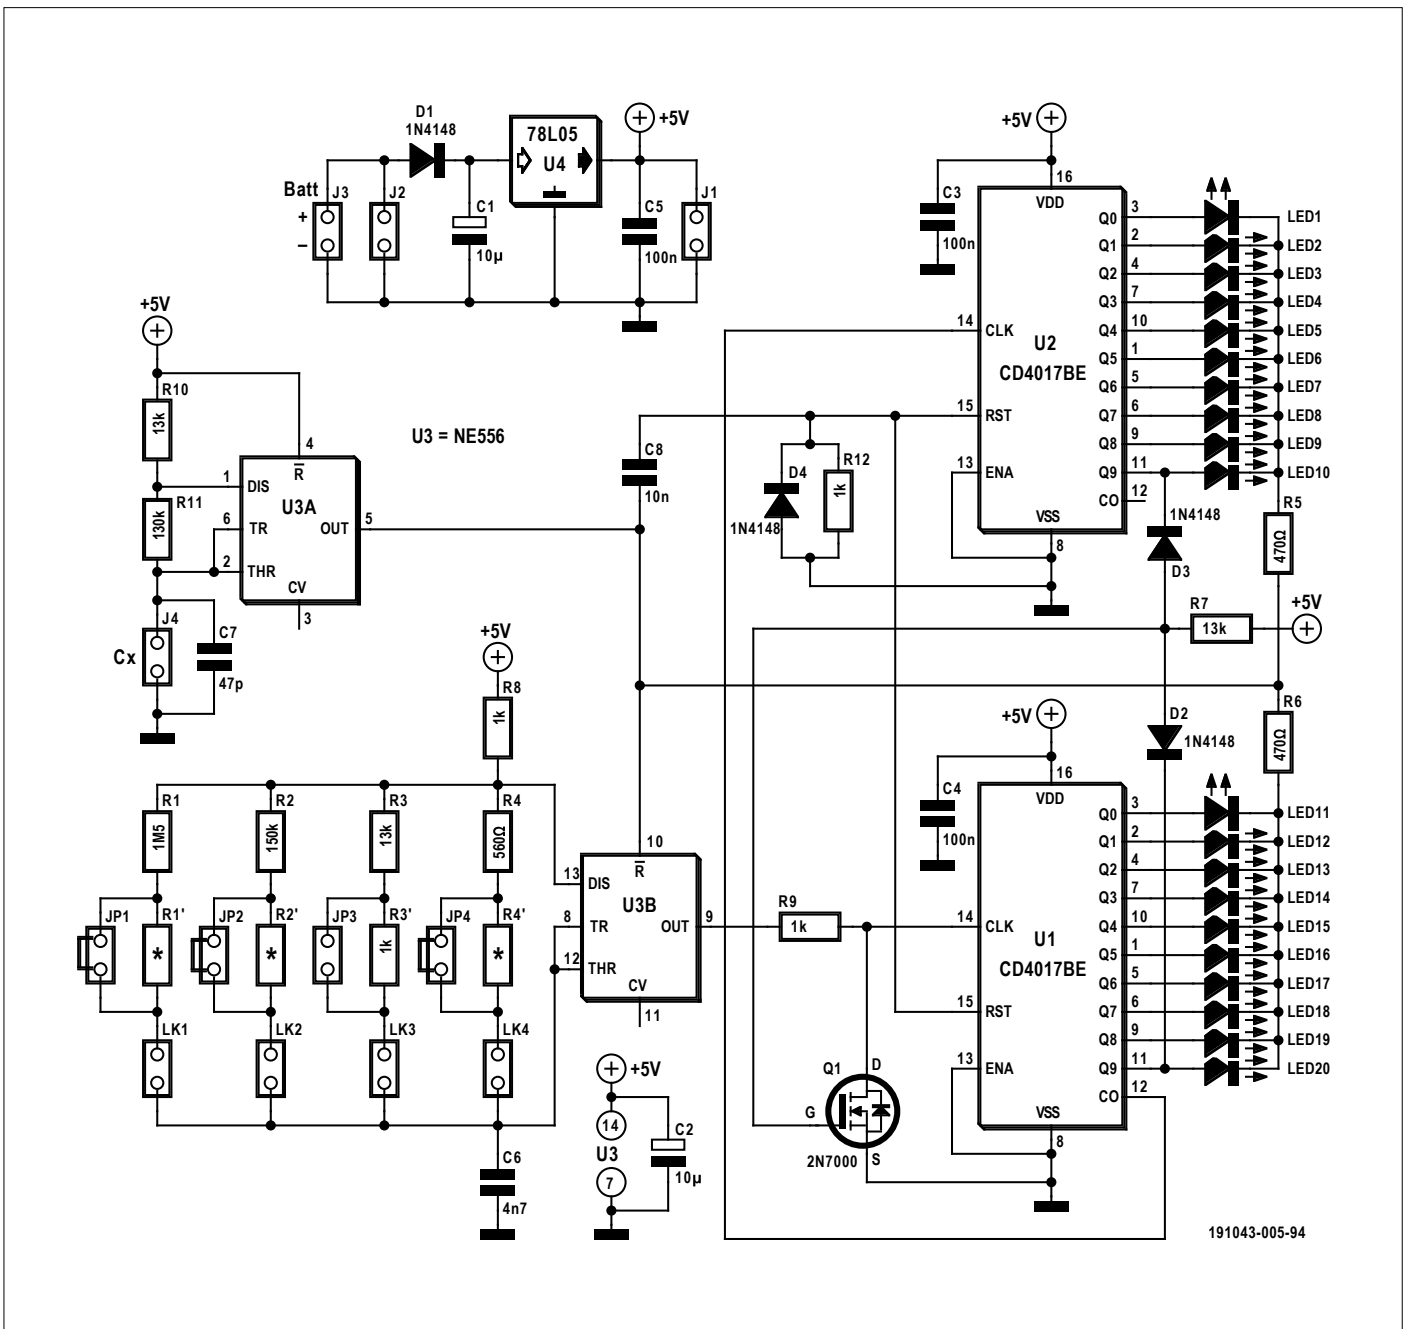 D1
1N4148
78L05
U4
+5V
Batt
J3
J2
+
–
C1
10µ
C5
100n
J1
+5V
C3
100n
16
VDD
14
CLK
15
RST
13
ENA
U2
CD4017BE
VSS
8
Q0 3
Q1 2
Q2 4
Q3 7
Q4 10
Q5 1
Q6 5
Q7 6
Q8 9
Q9 11
CO 12
LED1
LED2
LED3
LED4
LED5
LED6
LED7
LED8
LED9
LED10
+5V
R10
13k
R11
130k
U3 = NE556
4
R
1
DIS
U3A
6
TR
OUT
5
2
THR
CV
3
J4
Cx
C7
47p
C8
10n
D4
1N4148
R12
1k
1N4148
D3
R5
470Ω
R7
13k
+5V
D2
1N4148
R6
470Ω
+5V
R8
1k
R1
1M5
R2
150k
R3
13k
R4
560Ω
JP1
R1'
*
JP2
R2'
*
JP3
R3'
1k
JP4
R4'
*
LK1
LK2
LK3
LK4
C6
4n7
10
R
13
DIS
U3B
8
TR
OUT
9
12
THR
CV
11
R9
1k
+5V
14
U3
7
C2
10µ
Q1
D
G
S
2N7000
+5V
C4
100n
16
VDD
14
CLK
15
RST
13
ENA
U1
CD4017BE
VSS
8
Q0 3
Q1 2
Q2 4
Q3 7
Q4 10
Q5 1
Q6 5
Q7 6
Q8 9
Q9 11
CO 12
LED11
LED12
LED13
LED14
LED15
LED16
LED17
LED18
LED19
LED20
191043-005-94